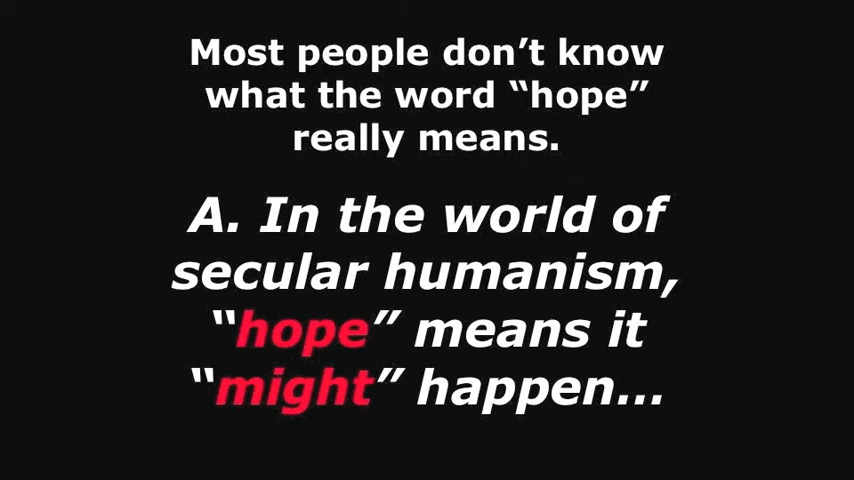 Most people don’t know
what the word “hope”
really means.
A. In the world of
secular humanism,
“hope” means it
“might” happen...